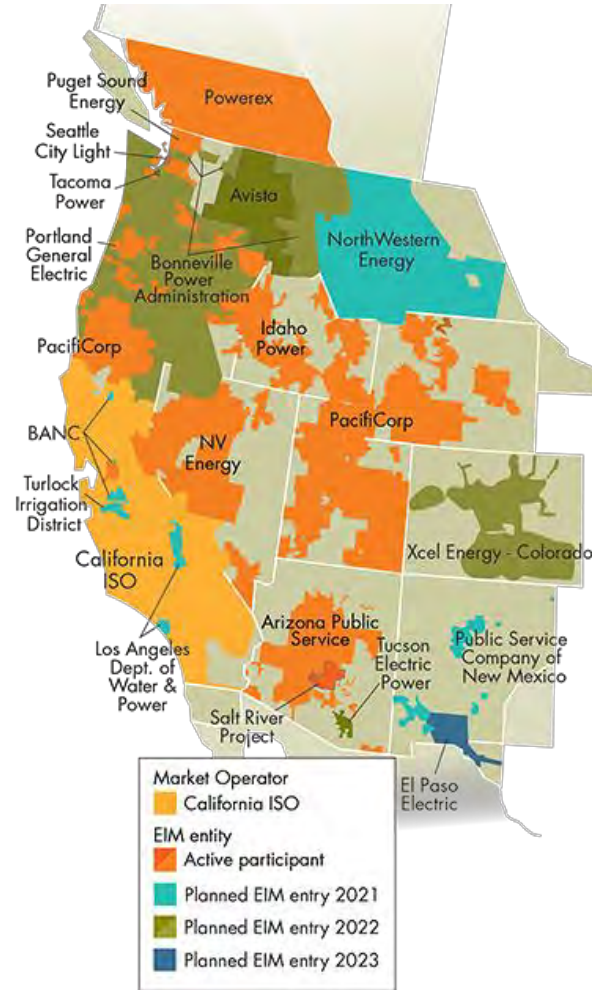 Powerex
Puget Sound
Energy
Seattle
City Light
Tacoma
Power
Avista
NorthWestern
Energy
Portland
General
Electric
Bonneville
Power
Administration
Idaho
Power
PacifiCorp
PacifiCorp
BANC
NV
Energy
Turlock
Irrigation
District
California
ISO
Xcel Energy - Colorado
Los Angeles
Dept. of
Water &
Power
Arizona Public
Service
Tucson
Electric
Power
Public Service
Company of
New Mexico
Salt River
Project
El Paso
Electric
Market Operator
California ISO
EIM entity
Active participant
Planned EIM entry 2021
Planned EIM entry 2022
Planned EIM entry 2023